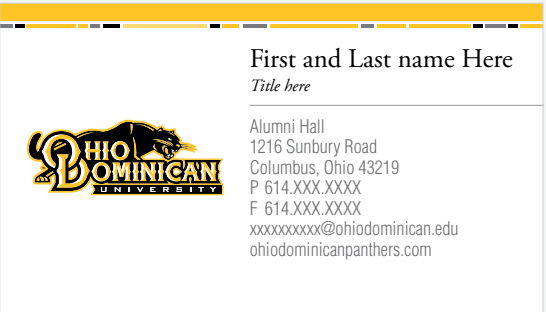 First and Last name Here
Title here
OHIO
DOMINICAN
UNIVERSITY
Alumni Hall
1216 Sunbury Road
Columbus, Ohio 43219
P 614.XXX.XXXX
F 614.XXX.XXXX
xxxxxxxxxx@ohiodominican.edu
ohiodominicanpanthers.com